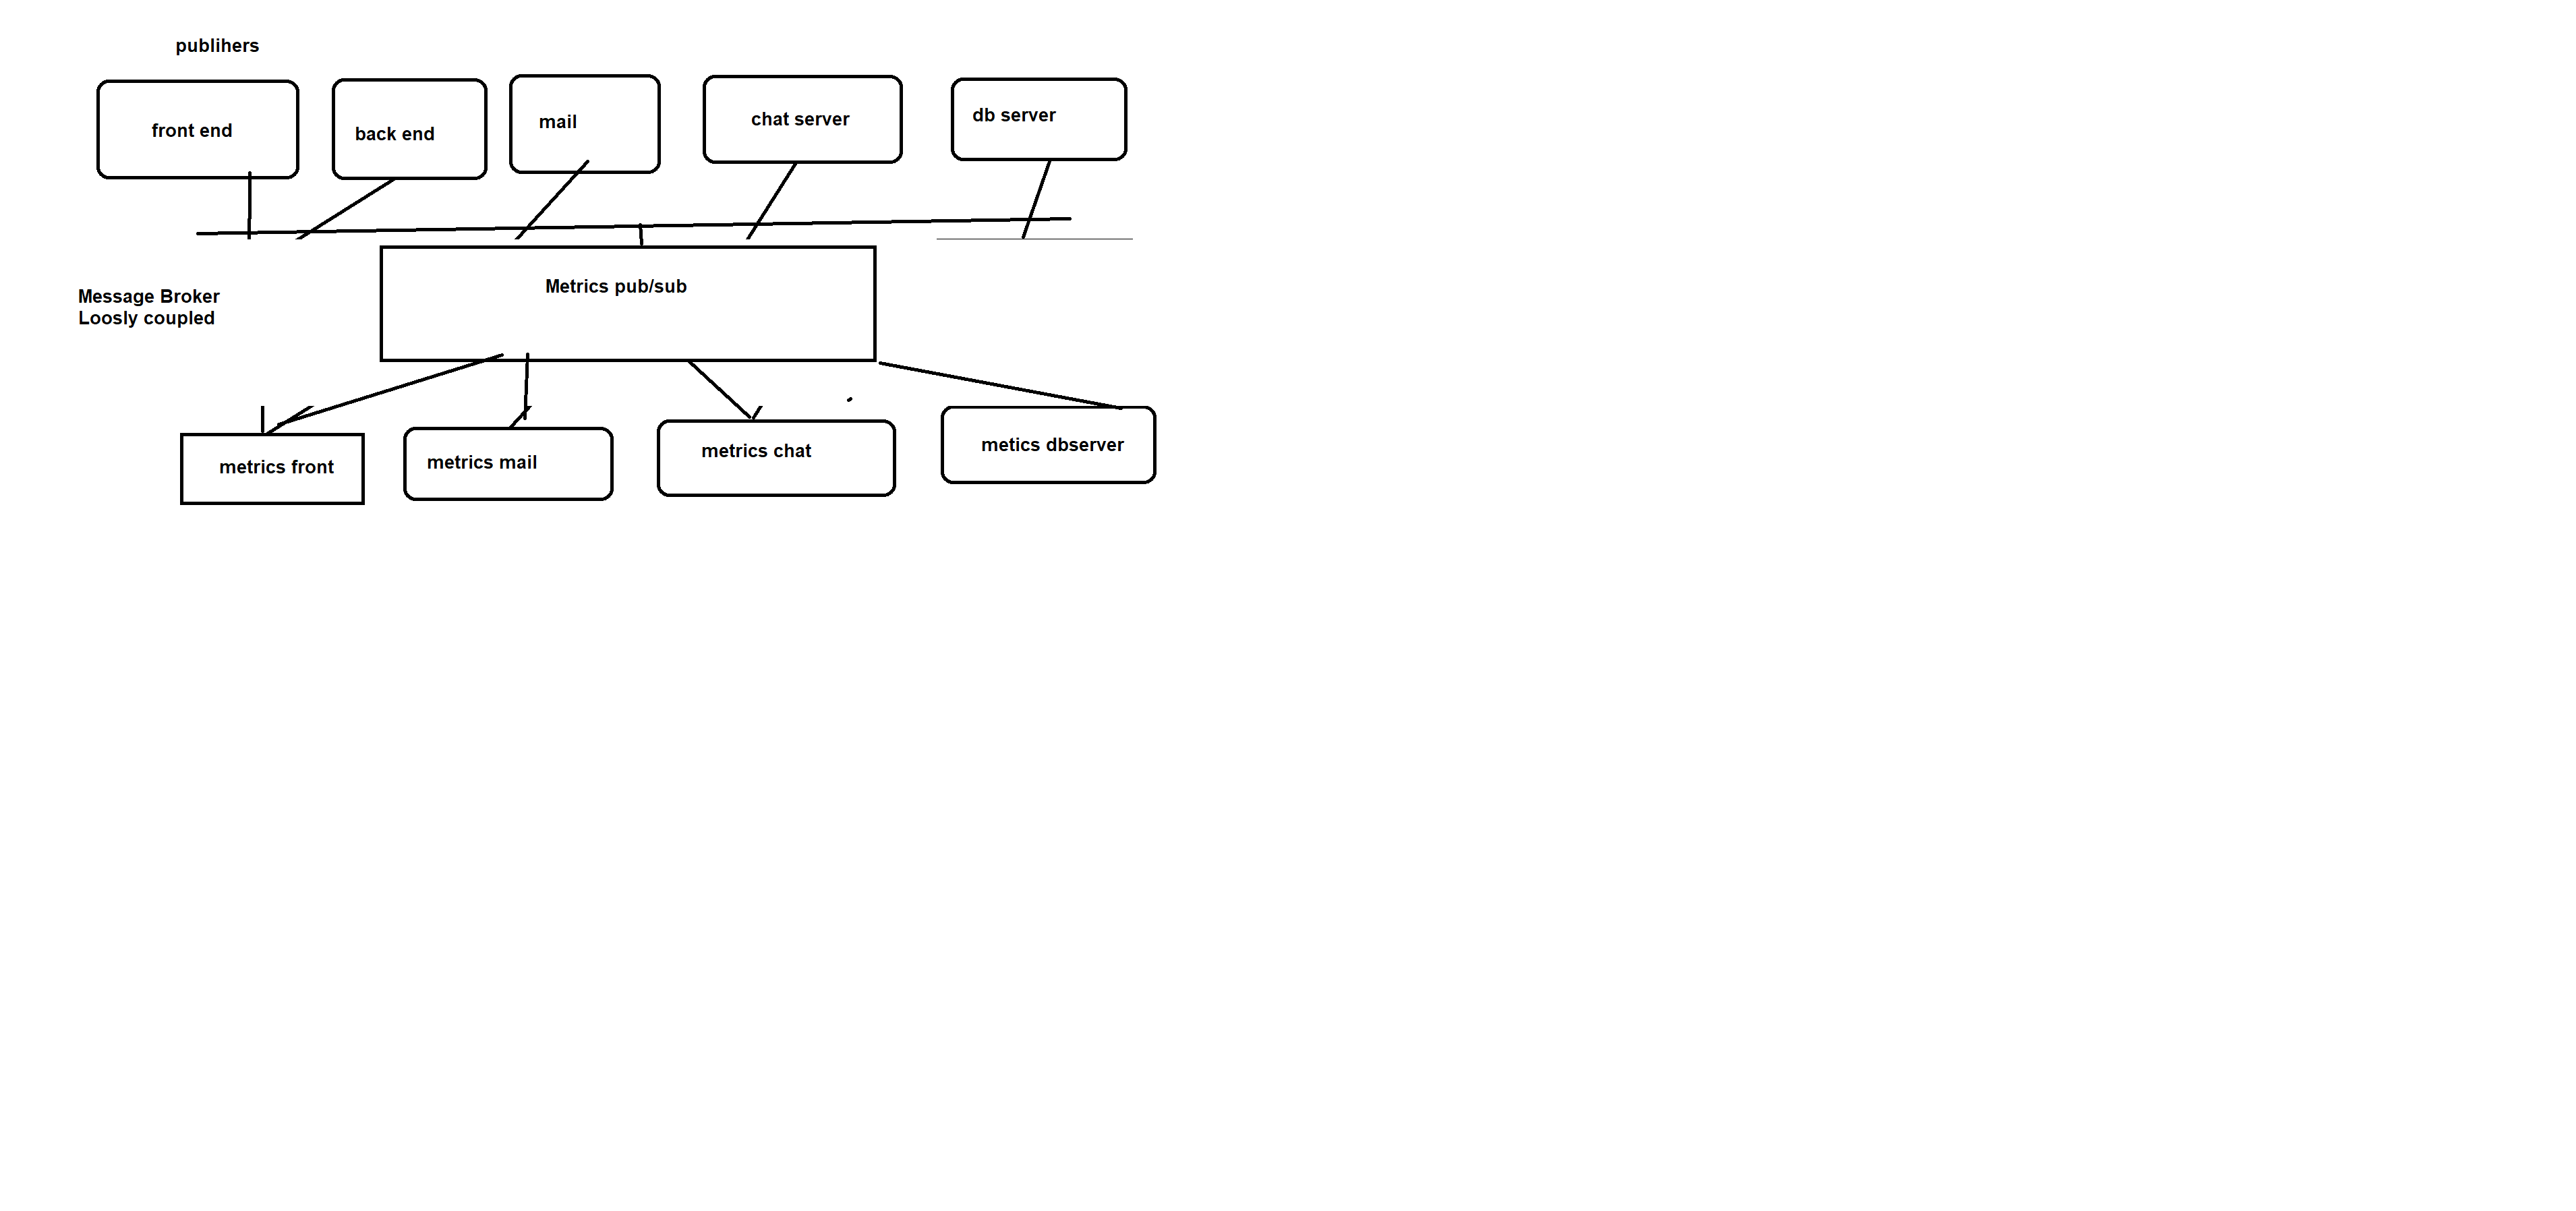 publihers
front end
back end
mail
chat server
db server
Metrics pub/sub
Message Broker
Loosly coupled
metrics front
metrics mail
metrics chat
metics dbserver